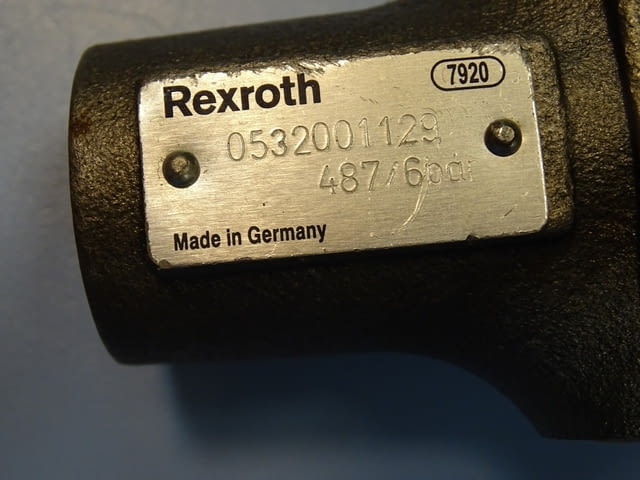 Rexroth 7920
0532001129
487/6bar
Made in Germany